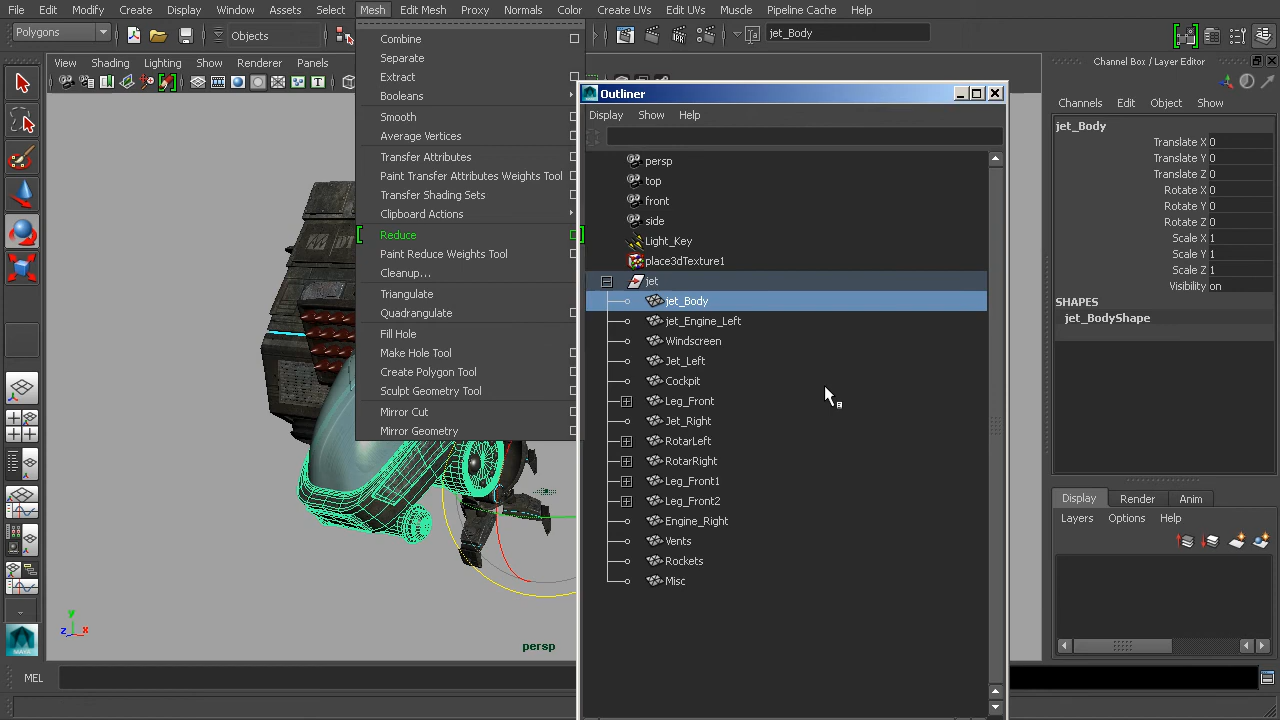 File Edit Modify Create Display Window Assets Select Mesh Edit Mesh Proxy Normals Color Create UVs Edit UVs Muscle Pipeline Cache Help
Polygons
Objects
jet_Body
View Shading Lighting Show Renderer Panels
Combine
Separate
Extract
Booleans
Smooth
Average Vertices
Transfer Attributes
Paint Transfer Attributes Weights Tool
Transfer Shading Sets
Clipboard Actions
Reduce
Paint Reduce Weights Tool
Cleanup...
Triangulate
Quadrangulate
Fill Hole
Make Hole Tool
Create Polygon Tool
Sculpt Geometry Tool
Mirror Cut
Mirror Geometry
Outliner
Display Show Help
persp
top
front
side
Light_Key
place3dTexture1
jet
jet_Body
jet_Engine_Left
Windscreen
Jet_Left
Cockpit
Leg_Front
Jet_Right
RotarLeft
RotarRight
Leg_Front1
Leg_Front2
Engine_Right
Vents
Rockets
Misc
Channel Box / Layer Editor
Channels Edit Object Show
jet_Body
Translate X 0
Translate Y 0
Translate Z 0
Rotate X 0
Rotate Y 0
Rotate Z 0
Scale X 1
Scale Y 1
Scale Z 1
Visibility on
SHAPES
jet_BodyShape
Display Render Anim
Layers Options Help
y
z x
persp
MEL